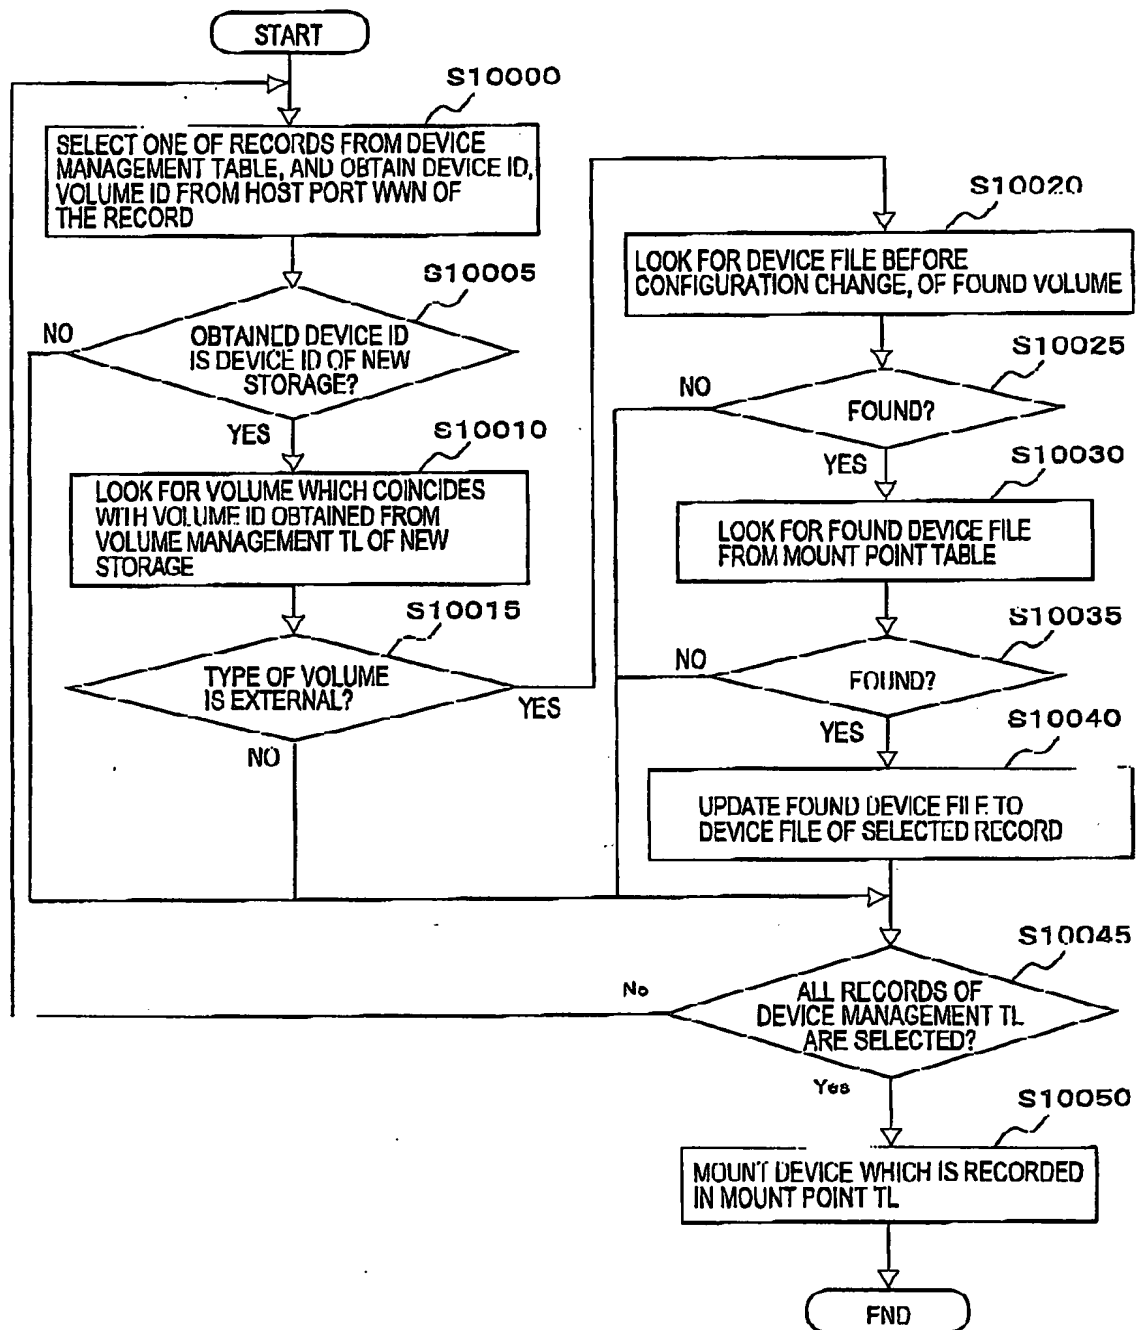 START
S10000
SELECT ONE OF RECORDS FROM DEVICE
MANAGEMENT TABLE, AND OBTAIN DEVICE ID,
VOLUME ID FROM HOST PORT WWN OF
THE RECORD
S10005
NO
OBTAINED DEVICE ID
IS DEVICE ID OF NEW
STORAGE?
YES
S10010
LOOK FOR VOLUME WHICH COINCIDES
WITH VOLUME ID OBTAINED FROM
VOLUME MANAGEMENT TL OF NEW
STORAGE
S10015
TYPE OF VOLUME
IS EXTERNAL?
YES
NO
S10020
LOOK FOR DEVICE FILE BEFORE
CONFIGURATION CHANGE, OF FOUND VOLUME
S10025
NO
FOUND?
YES
S10030
LOOK FOR FOUND DEVICE FILE
FROM MOUNT POINT TABLE
S10035
NO
FOUND?
YES
S10040
UPDATE FOUND DEVICE FILE TO
DEVICE FILE OF SELECTED RECORD
S10045
No
ALL RECORDS OF
DEVICE MANAGEMENT TL
ARE SELECTED?
Yes
S10050
MOUNT DEVICE WHICH IS RECORDED
IN MOUNT POINT TL
END